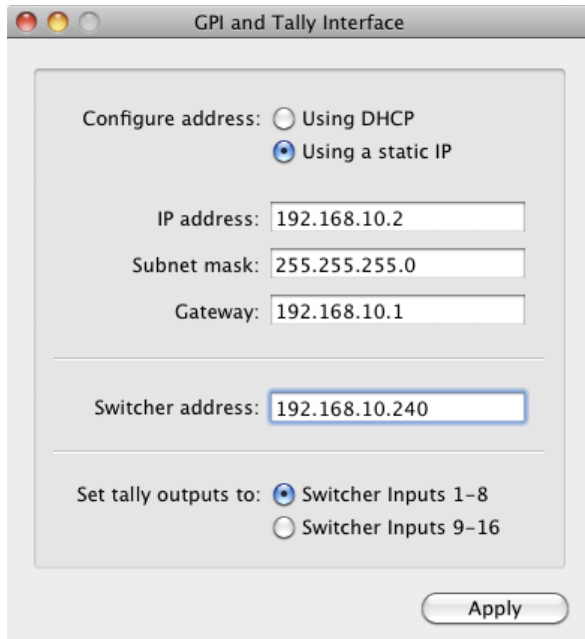 GPI and Tally Interface
Configure address: Using DHCP
Using a static IP
IP address: 192.168.10.2
Subnet mask: 255.255.255.0
Gateway: 192.168.10.1
Switcher address: 192.168.10.240
Set tally outputs to: Switcher Inputs 1–8
Switcher Inputs 9–16
Apply